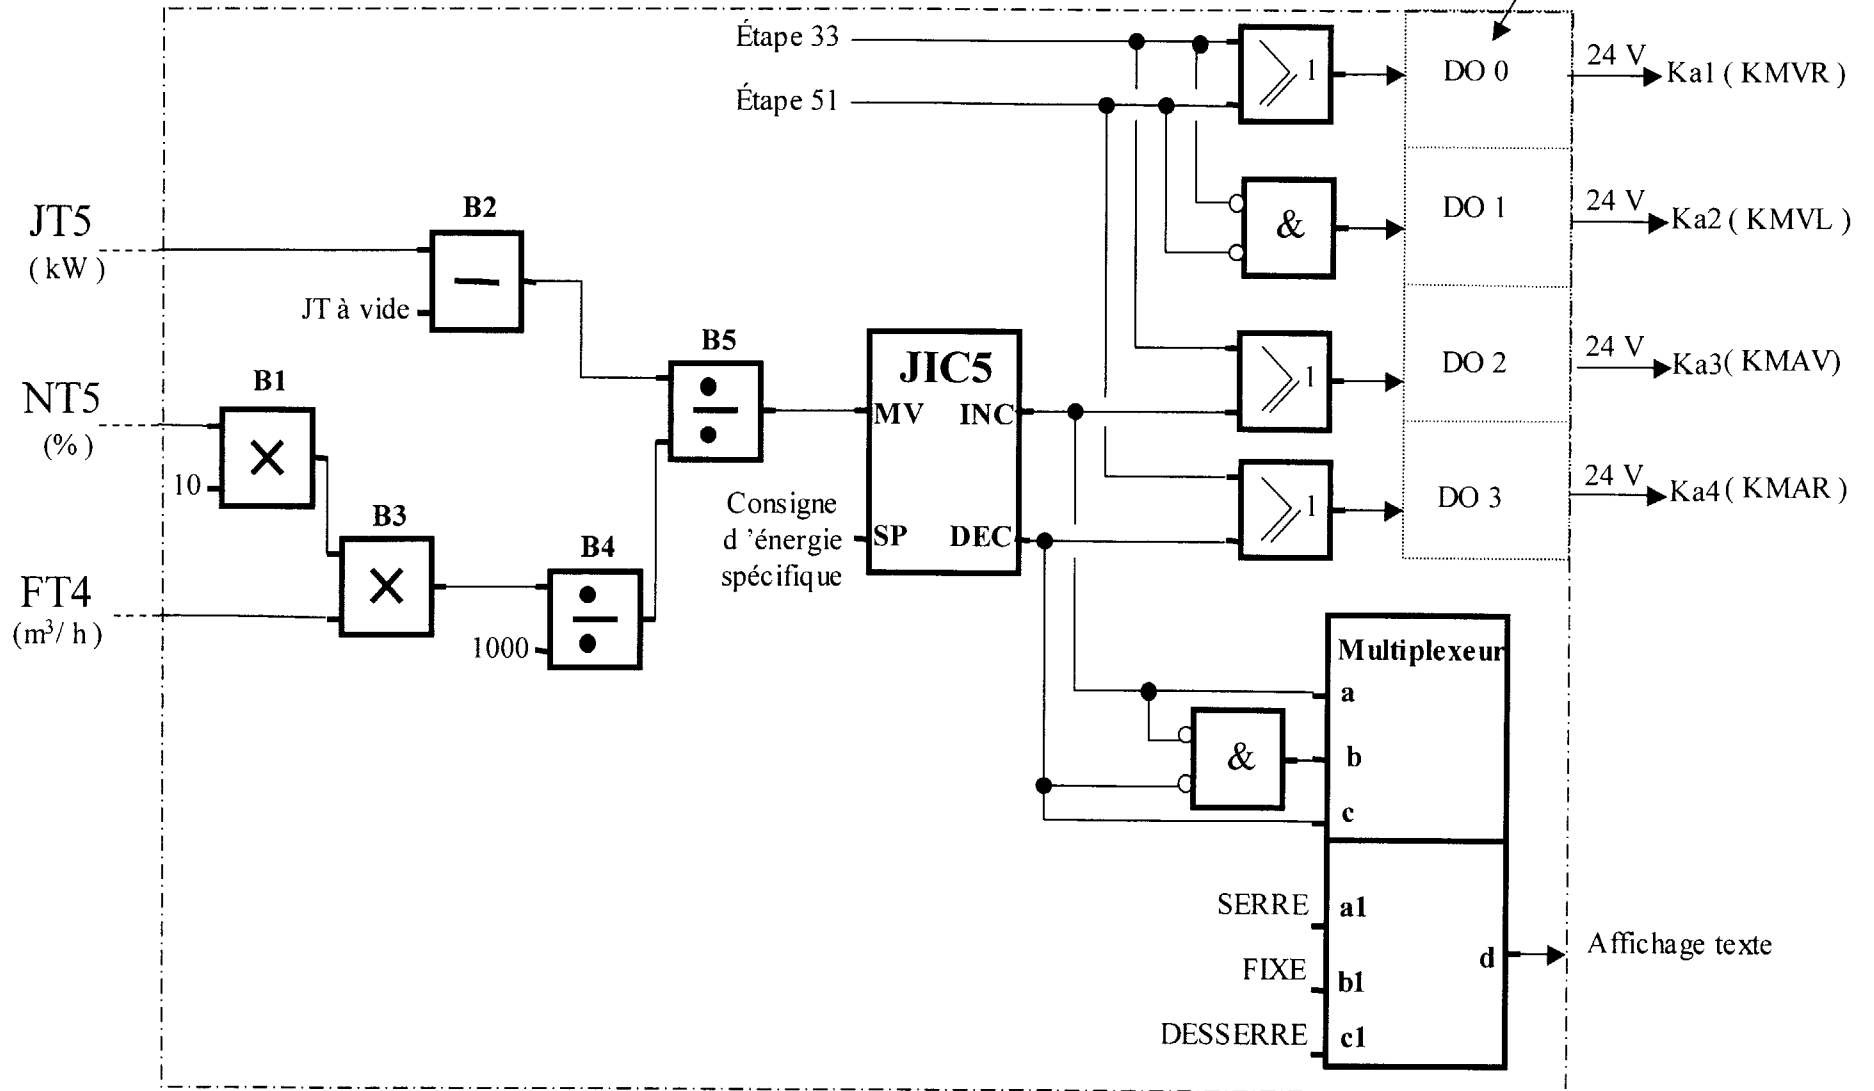 Étape 33
Étape 51
≥ 1
DO 0
24 V
Ka1 ( KMVR )
&
DO 1
24 V
Ka2 ( KMVL )
JT5
( kW )
B2
—
JT à vide
B5
÷
JIC5
MV INC
SP DEC
Consigne
d ’énergie
spécifique
≥ 1
DO 2
24 V
Ka3( KMAV)
NT5
(%)
B1
×
10
≥ 1
DO 3
24 V
Ka4 ( KMAR )
FT4
(m³/ h )
B3
×
B4
÷
1000
Multiplexeur
a
&
b
c
SERRE
a1
FIXE
b1
d
Affichage texte
DESSERRE
c1